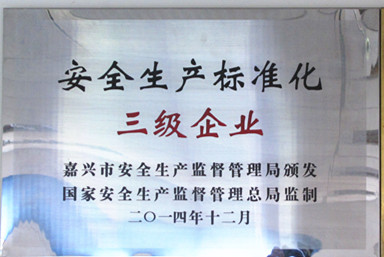 安全生产标准化
三级企业
嘉兴市安全生产监督管理局颁发
国家安全生产监督管理总局监制
二〇一四年十二月